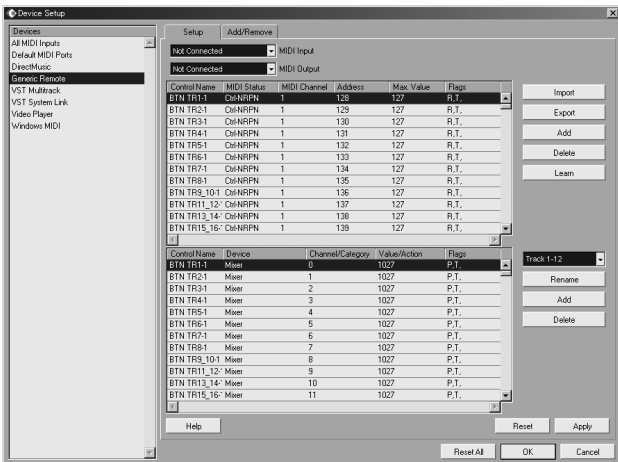 Device Setup
Devices
All MIDI Inputs
Default MIDI Ports
DirectMusic
Generic Remote
VST Multitrack
VST System Link
Video Player
Windows MIDI
Setup Add/Remove
Not Connected MIDI Input
Not Connected MIDI Output
Control Name MIDI Status MIDI Channel Address Max. Value Flags
BTN TR1-1 Ctrl-NRPN 1 128 127 R,T,
BTN TR2-1 Ctrl-NRPN 1 129 127 R,T,
BTN TR3-1 Ctrl-NRPN 1 130 127 R,T,
BTN TR4-1 Ctrl-NRPN 1 131 127 R,T,
BTN TR5-1 Ctrl-NRPN 1 132 127 R,T,
BTN TR6-1 Ctrl-NRPN 1 133 127 R,T,
BTN TR7-1 Ctrl-NRPN 1 134 127 R,T,
BTN TR8-1 Ctrl-NRPN 1 135 127 R,T,
BTN TR9_10-1 Ctrl-NRPN 1 136 127 R,T,
BTN TR11_12-1 Ctrl-NRPN 1 137 127 R,T,
BTN TR13_14-1 Ctrl-NRPN 1 138 127 R,T,
BTN TR15_16-1 Ctrl-NRPN 1 139 127 R,T,
Import
Export
Add
Delete
Learn
Control Name Device Channel/Category Value/Action Flags
BTN TR1-1 Mixer 0 1027 P,T,
BTN TR2-1 Mixer 1 1027 P,T,
BTN TR3-1 Mixer 2 1027 P,T,
BTN TR4-1 Mixer 3 1027 P,T,
BTN TR5-1 Mixer 4 1027 P,T,
BTN TR6-1 Mixer 5 1027 P,T,
BTN TR7-1 Mixer 6 1027 P,T,
BTN TR8-1 Mixer 7 1027 P,T,
BTN TR9_10-1 Mixer 8 1027 P,T,
BTN TR11_12-1 Mixer 9 1027 P,T,
BTN TR13_14-1 Mixer 10 1027 P,T,
BTN TR15_16-1 Mixer 11 1027 P,T,
Track 1-12
Rename
Add
Delete
Help Reset Apply
Reset All OK Cancel